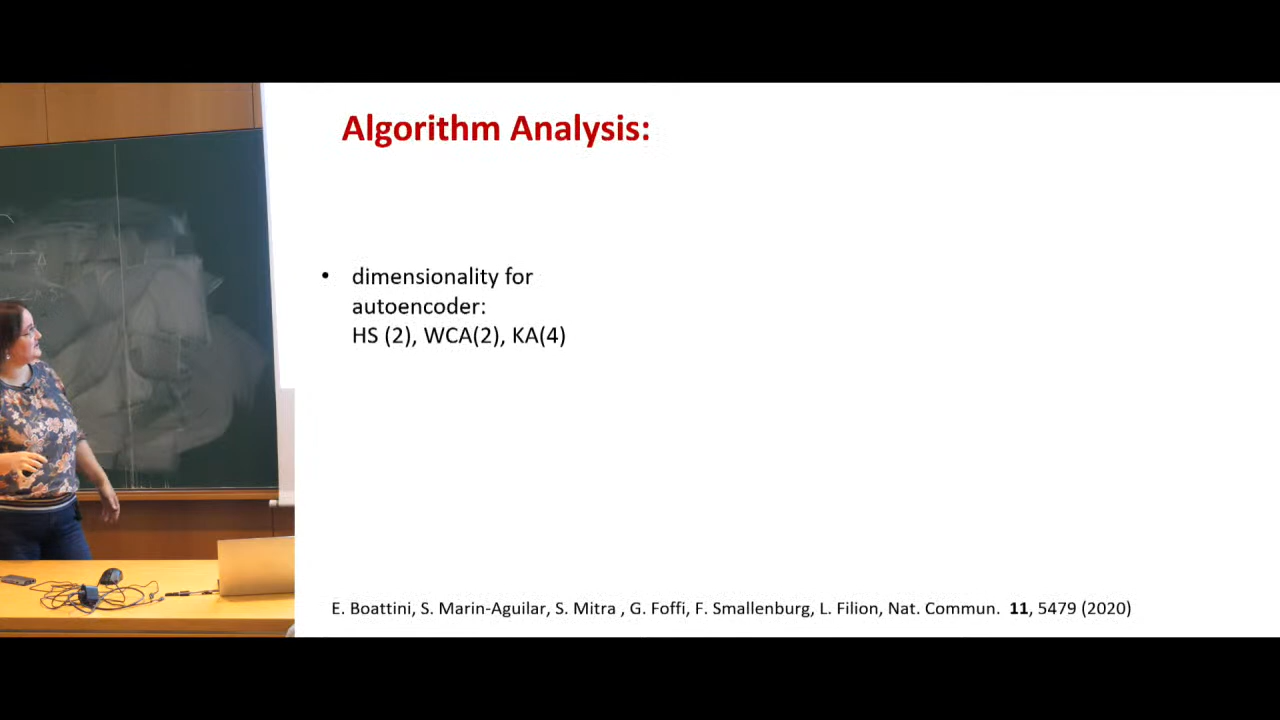 Algorithm Analysis:
• dimensionality for
autoencoder:
HS (2), WCA(2), KA(4)
E. Boattini, S. Marin-Aguilar, S. Mitra , G. Foffi, F. Smallenburg, L. Filion, Nat. Commun. 11, 5479 (2020)